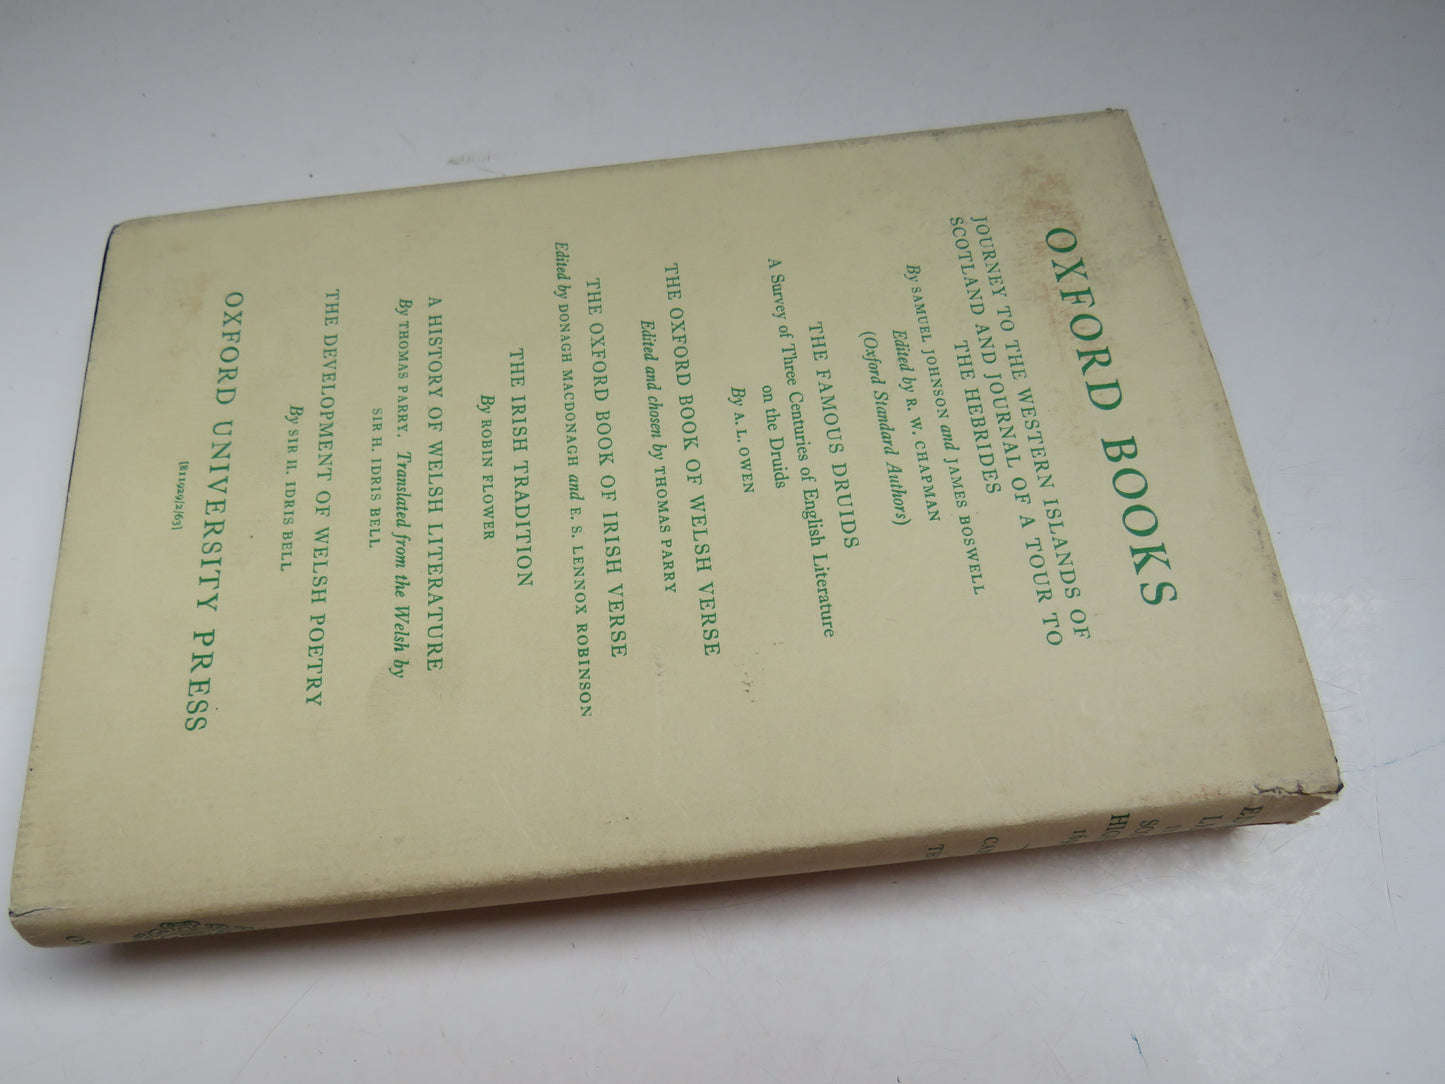 OXFORD BOOKS
JOURNEY TO THE WESTERN ISLANDS OF
SCOTLAND AND JOURNAL OF A TOUR TO
THE HEBRIDES
By SAMUEL JOHNSON and JAMES BOSWELL
Edited by R. W. CHAPMAN
(Oxford Standard Authors)
THE FAMOUS DRUIDS
A Survey of Three Centuries of English Literature
on the Druids
By A. L. OWEN
THE OXFORD BOOK OF WELSH VERSE
Edited and chosen by THOMAS PARRY
THE OXFORD BOOK OF IRISH VERSE
Edited by DONAGH MACDONAGH and E. S. LENNOX ROBINSON
THE IRISH TRADITION
By ROBIN FLOWER
A HISTORY OF WELSH LITERATURE
By THOMAS PARRY. Translated from the Welsh by
SIR H. IDRIS BELL
THE DEVELOPMENT OF WELSH POETRY
By SIR H. IDRIS BELL
OXFORD UNIVERSITY PRESS
[811929/2/63]